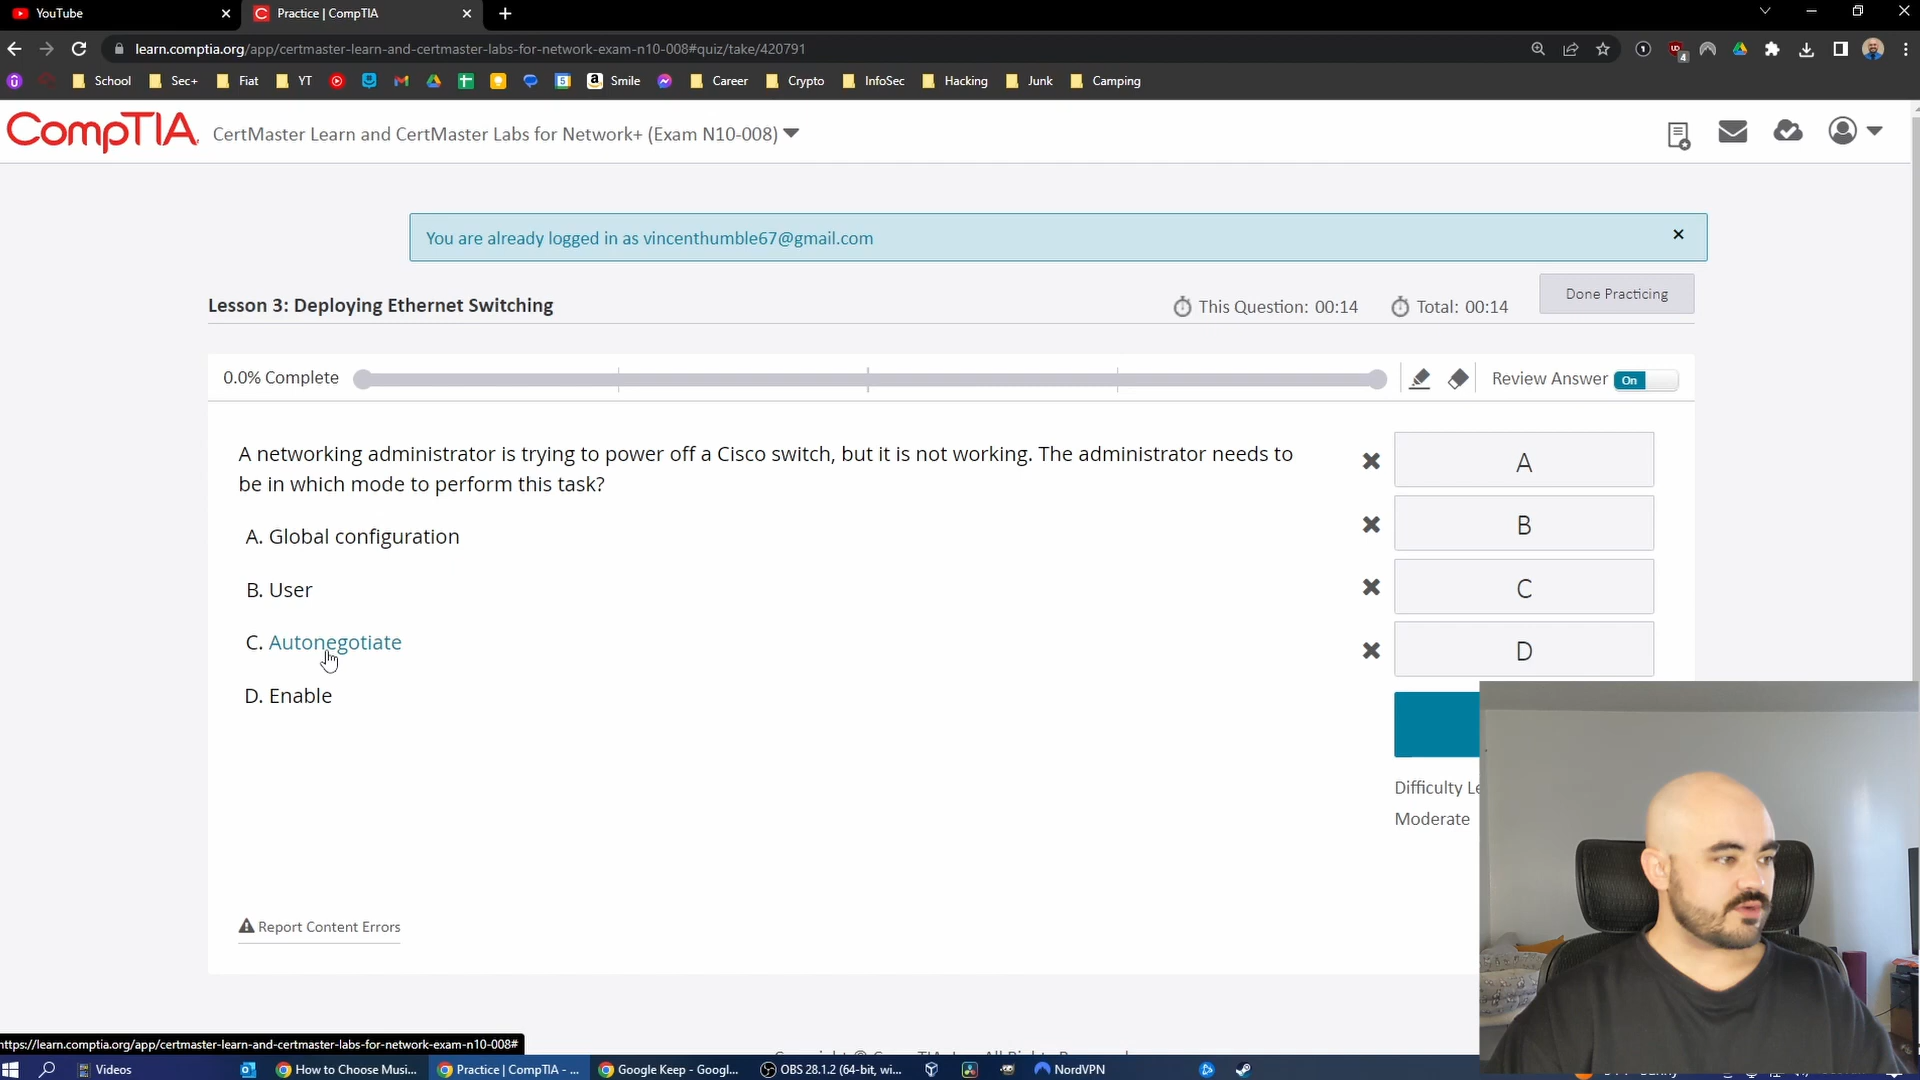 YouTube
Practice | CompTIA
learn.comptia.org/app/certmaster-learn-and-certmaster-labs-for-network-exam-n10-008#quiz/take/420791
4
School
Sec+
Fiat
YT
Smile
Career
Crypto
InfoSec
Hacking
Junk
Camping
CompTIA.
CertMaster Learn and CertMaster Labs for Network+ (Exam N10-008)
You are already logged in as vincenthumble67@gmail.com
Lesson 3: Deploying Ethernet Switching
This Question: 00:14
Total: 00:14
Done Practicing
0.0% Complete
Review Answer
On
A networking administrator is trying to power off a Cisco switch, but it is not working. The administrator needs to
be in which mode to perform this task?
A. Global configuration
B. User
C. Autonegotiate
D. Enable
A
B
C
D
Difficulty Le
Moderate
Report Content Errors
https://learn.comptia.org/app/certmaster-learn-and-certmaster-labs-for-network-exam-n10-008#
Videos
How to Choose Musi...
Practice | CompTIA - ...
Google Keep - Googl...
OBS 28.1.2 (64-bit, wi...
NordVPN